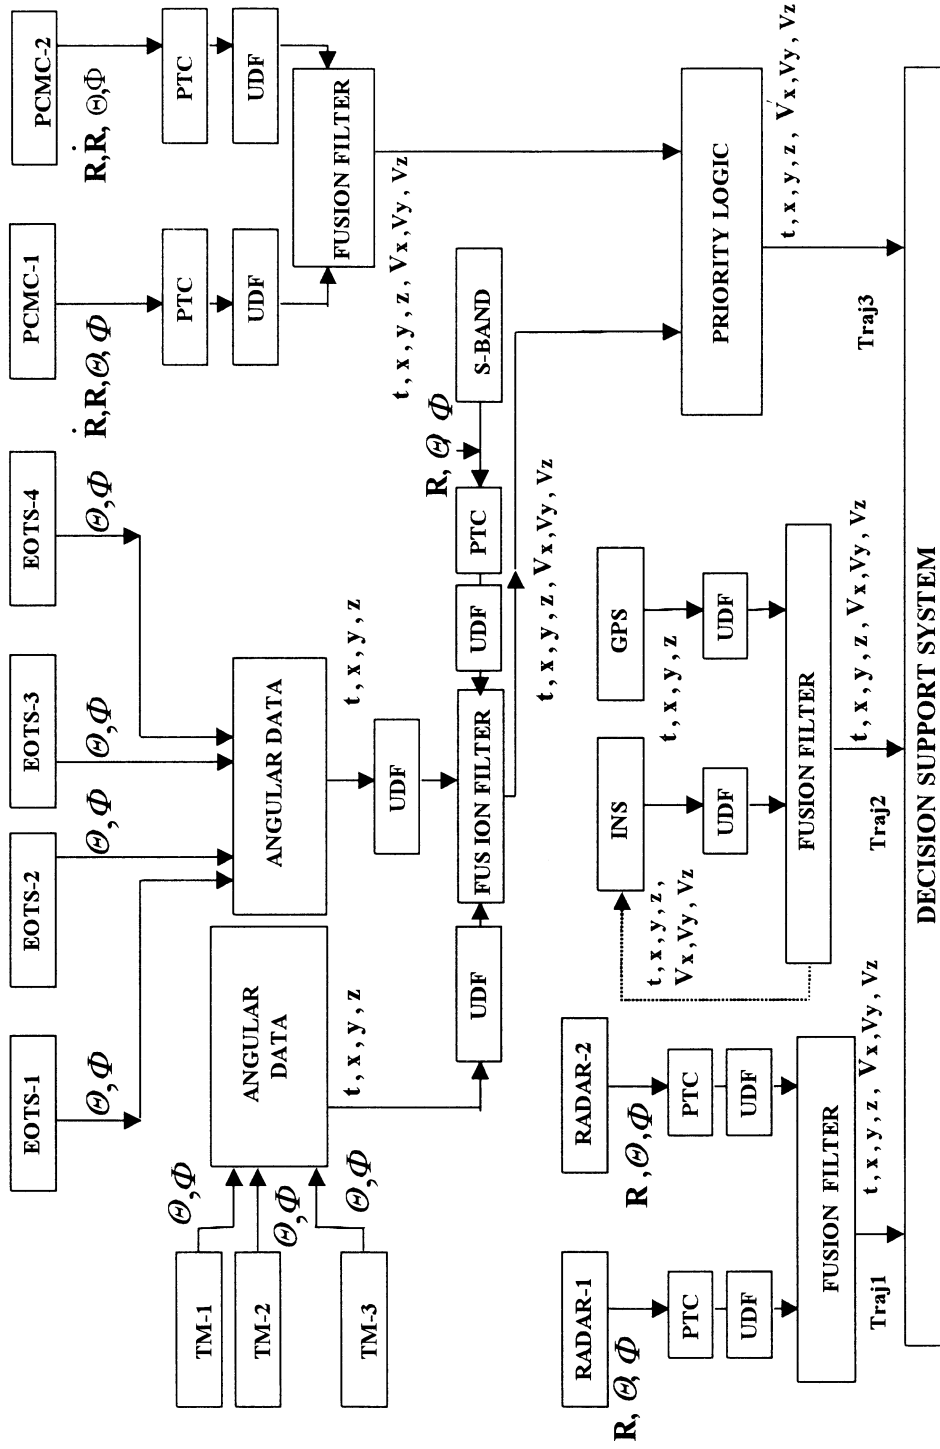 EOTS-1
EOTS-2
EOTS-3
EOTS-4
PCMC-1
PCMC-2
Θ,Φ
Θ,Φ
Θ,Φ
Θ,Φ
Ṙ,R,Θ,Φ
R,Ṙ, Θ,Φ
TM-1
TM-2
TM-3
Θ,Φ
Θ,Φ
Θ,Φ
ANGULAR
DATA
ANGULAR DATA
PTC
PTC
UDF
UDF
FUSION FILTER
t , x , y , z
t , x , y , z
t , x , y , z , Vx,Vy , Vz
UDF
UDF
FUS ION FILTER
UDF
PTC
S-BAND
R, Θ, Φ
t , x , y , z , Vx,Vy , Vz
RADAR-1
RADAR-2
INS
GPS
R, Θ,Φ
R ,Θ,Φ
t , x , y , z ,
Vx,Vy , Vz
t , x , y , z
PTC
PTC
UDF
UDF
UDF
UDF
PRIORITY LOGIC
FUSION FILTER
FUSION FILTER
t , x , y , z , Vx,Vy , Vz
t , x , y , z , Vx,Vy , Vz
t , x , y , z , Vx,Vy , Vz
Traj1
Traj2
Traj3
DECISION SUPPORT SYSTEM